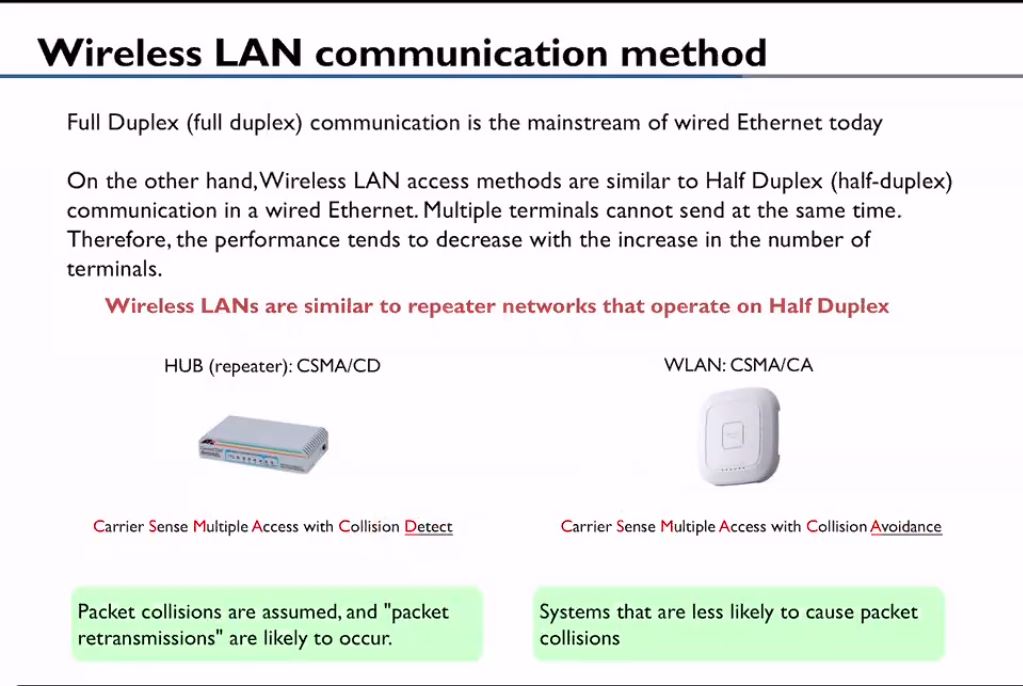 Wireless LAN communication method
Full Duplex (full duplex) communication is the mainstream of wired Ethernet today
On the other hand, Wireless LAN access methods are similar to Half Duplex (half-duplex)
communication in a wired Ethernet. Multiple terminals cannot send at the same time.
Therefore, the performance tends to decrease with the increase in the number of
terminals.
Wireless LANs are similar to repeater networks that operate on Half Duplex
HUB (repeater): CSMA/CD
WLAN: CSMA/CA
Carrier Sense Multiple Access with Collision Detect
Carrier Sense Multiple Access with Collision Avoidance
Packet collisions are assumed, and "packet
retransmissions" are likely to occur.
Systems that are less likely to cause packet
collisions